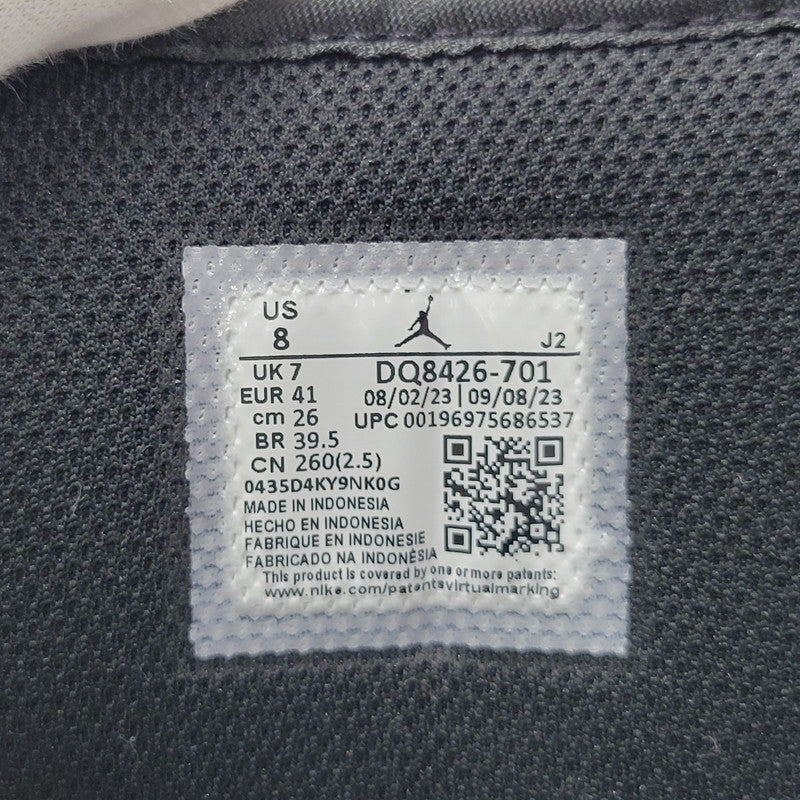 US
8
J2
UK 7
DQ8426-701
EUR 41
08/02/23 | 09/08/23
cm 26
UPC 00196975686537
BR 39.5
CN 260(2.5)
0435D4KY9NK0G
MADE IN INDONESIA
HECHO EN INDONESIA
FABRIQUE EN INDONESIE
FABRICADO NA INDONÊSIA
This product is covered by one or more patents:
www.nike.com/patentsvirtualmarking